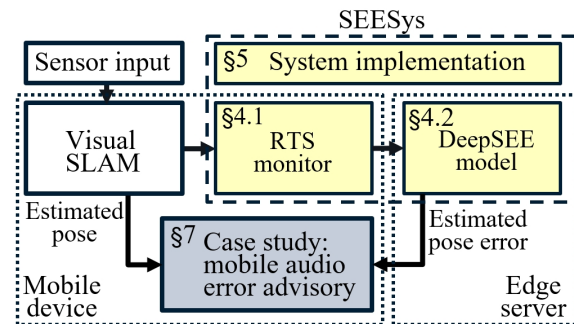 SEESys
Sensor input
§5 System implementation
Visual
SLAM
§4.1
RTS
monitor
§4.2
DeepSEE
model
Estimated
pose
§7 Case study:
mobile audio
error advisory
Estimated
pose error
Mobile
device
Edge
server